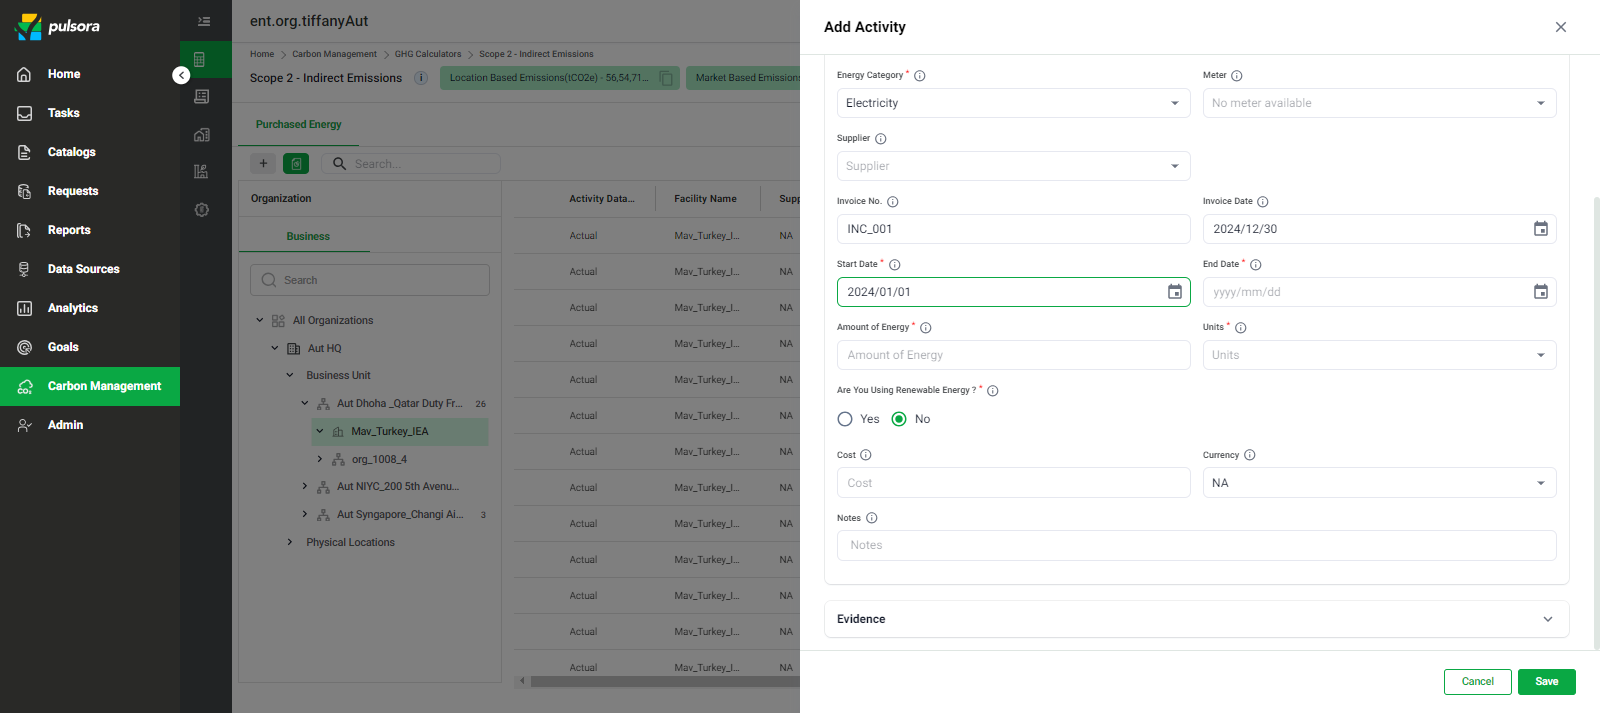 pulsora
Home
Tasks
Catalogs
Requests
Reports
Data Sources
Analytics
Goals
Carbon Management
Admin
ent.org.tiffanyAut
Home > Carbon Management > GHG Calculators > Scope 2 - Indirect Emissions
Scope 2 - Indirect Emissions
Location Based Emissions(tCO2e) - 56,54,71...
Market Based Emissions
Purchased Energy
+
Search...
Organization
Business
Search
All Organizations
Aut HQ
Business Unit
Aut Dhoha _Qatar Duty Fr... 26
Mav_Turkey_IEA
org_1008_4
Aut NIYC_200 5th Avenu...
Aut Syngapore_Changi Ai... 3
Physical Locations
Activity Data... Facility Name Supp
Actual Mav_Turkey_I... NA
Actual Mav_Turkey_I... NA
Actual Mav_Turkey_I... NA
Actual Mav_Turkey_I... NA
Actual Mav_Turkey_I... NA
Actual Mav_Turkey_I... NA
Actual Mav_Turkey_I... NA
Actual Mav_Turkey_I... NA
Actual Mav_Turkey_I... NA
Actual Mav_Turkey_I... NA
Actual Mav_Turkey_I... NA
Actual Mav_Turkey_I... NA
Actual Mav_Turkey_I... NA
Add Activity
Energy Category *
Electricity
Meter
No meter available
Supplier
Supplier
Invoice No.
INC_001
Invoice Date
2024/12/30
Start Date *
2024/01/01
End Date *
yyyy/mm/dd
Amount of Energy *
Amount of Energy
Units *
Units
Are You Using Renewable Energy ? *
Yes No
Cost
Cost
Currency
NA
Notes
Notes
Evidence
Cancel Save